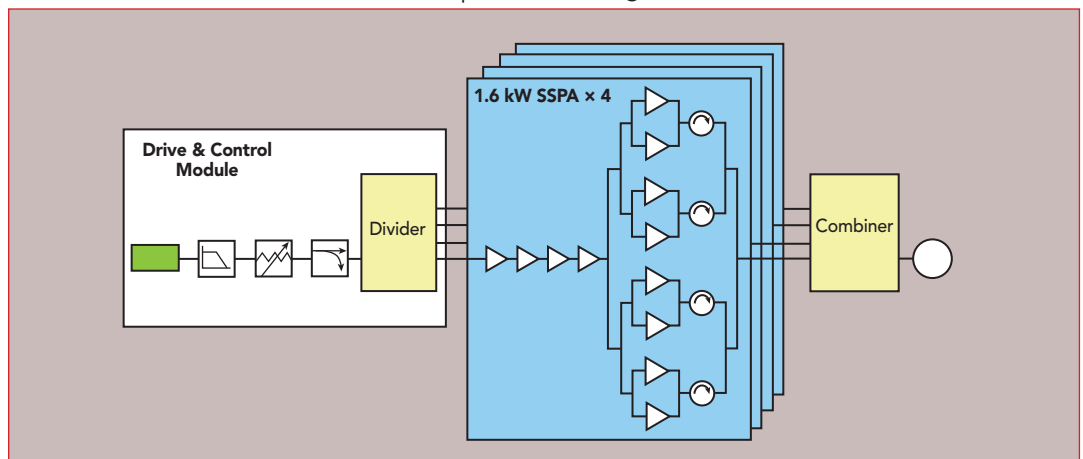 1.6 kW SSPA × 4
Drive & Control
Module
Divider
Combiner